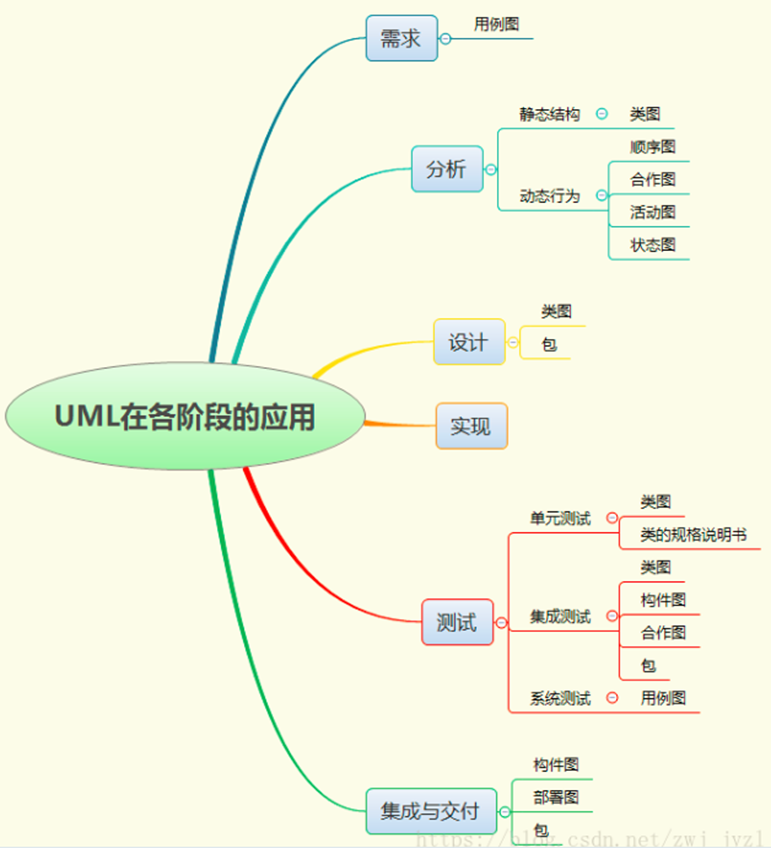 需求
用例图
分析
静态结构
类图
动态行为
顺序图
合作图
活动图
状态图
设计
类图
包
UML在各阶段的应用
实现
测试
单元测试
类图
类的规格说明书
集成测试
类图
构件图
合作图
包
系统测试
用例图
集成与交付
构件图
部署图
包
https://blog.csdn.net/zwj_jyzl